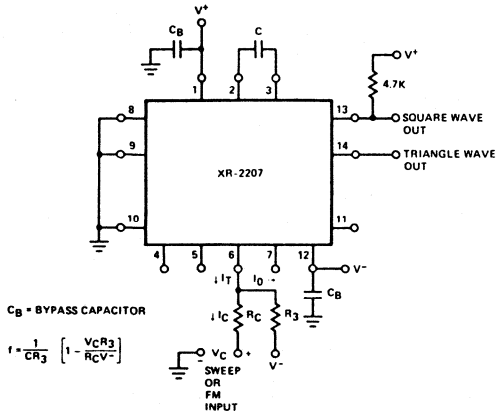 V+
CB
C
V+
4.7K
1
2
3
8
13
SQUARE WAVE
OUT
9
14
TRIANGLE WAVE
OUT
XR-2207
10
11
4
5
6
7
12
V-
↓IT
IO→
CB
CB = BYPASS CAPACITOR
↓IC
RC
R3
f = 1/CR3 [1 - VCR3/RCV-]
- VC +
V-
SWEEP
OR
FM
INPUT